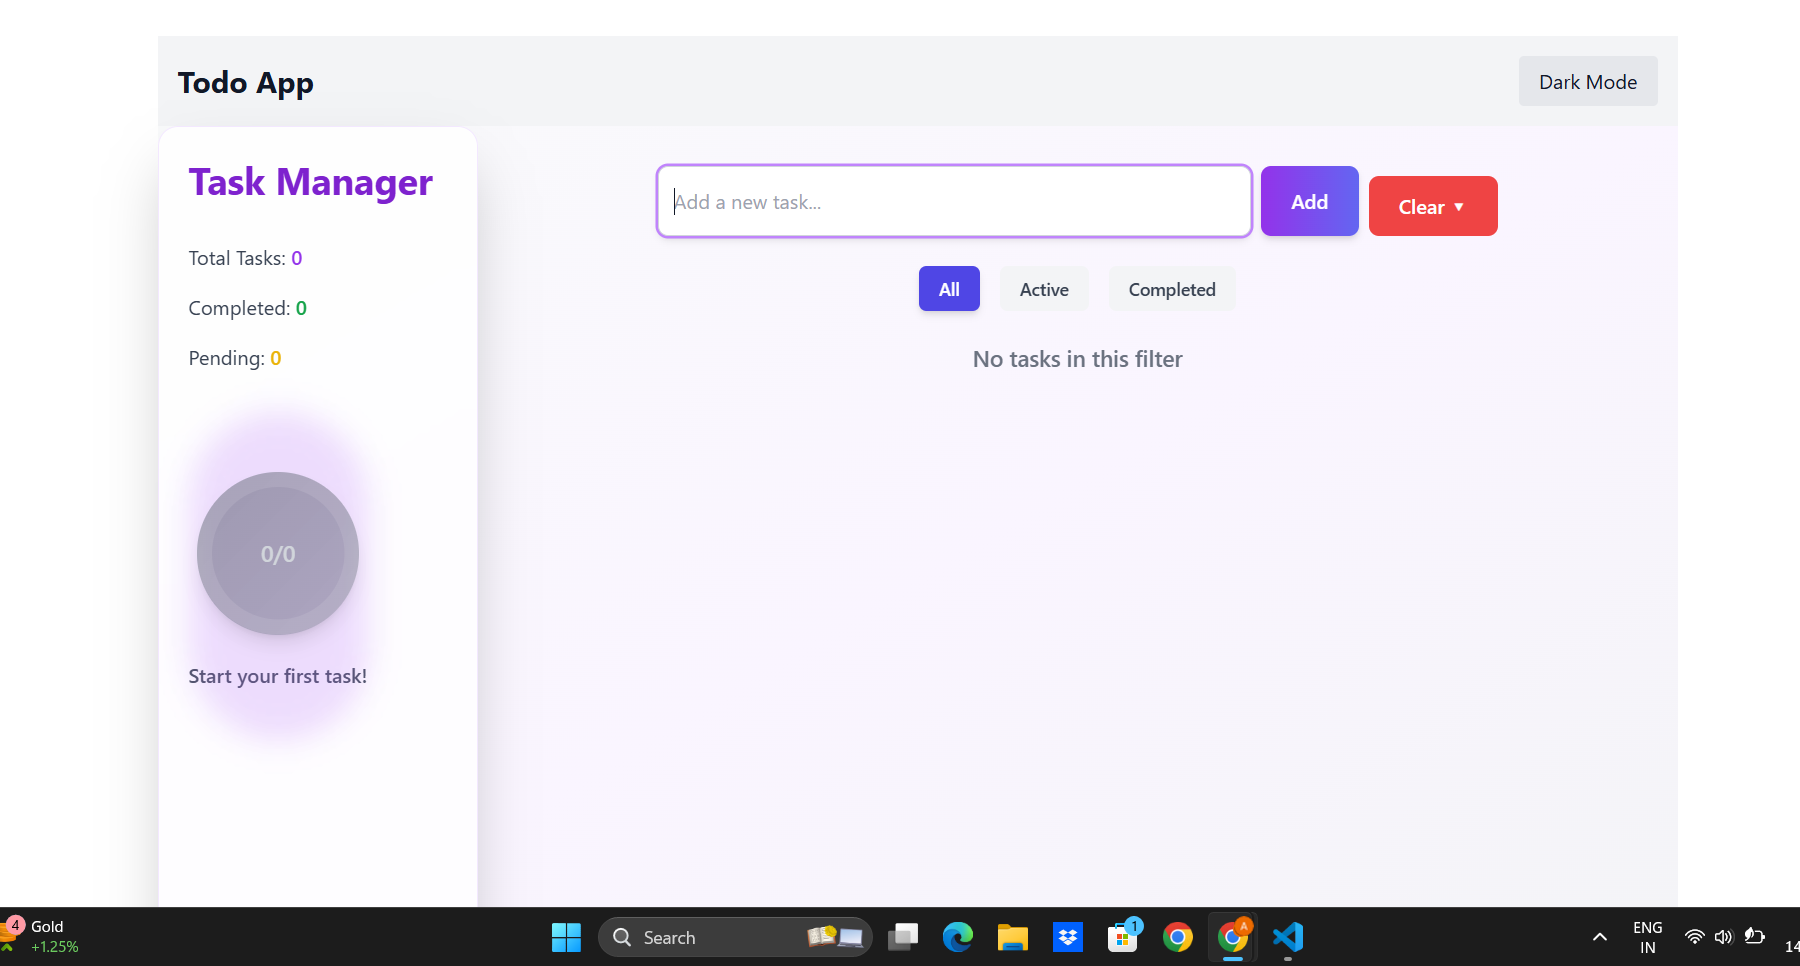 Todo App
Dark Mode
Task Manager
Add a new task...
Add
Clear ▼
Total Tasks: 0
All
Active
Completed
Completed: 0
Pending: 0
No tasks in this filter
0/0
Start your first task!
4
Gold
+1.25%
Search
1
A
ENG
IN
14